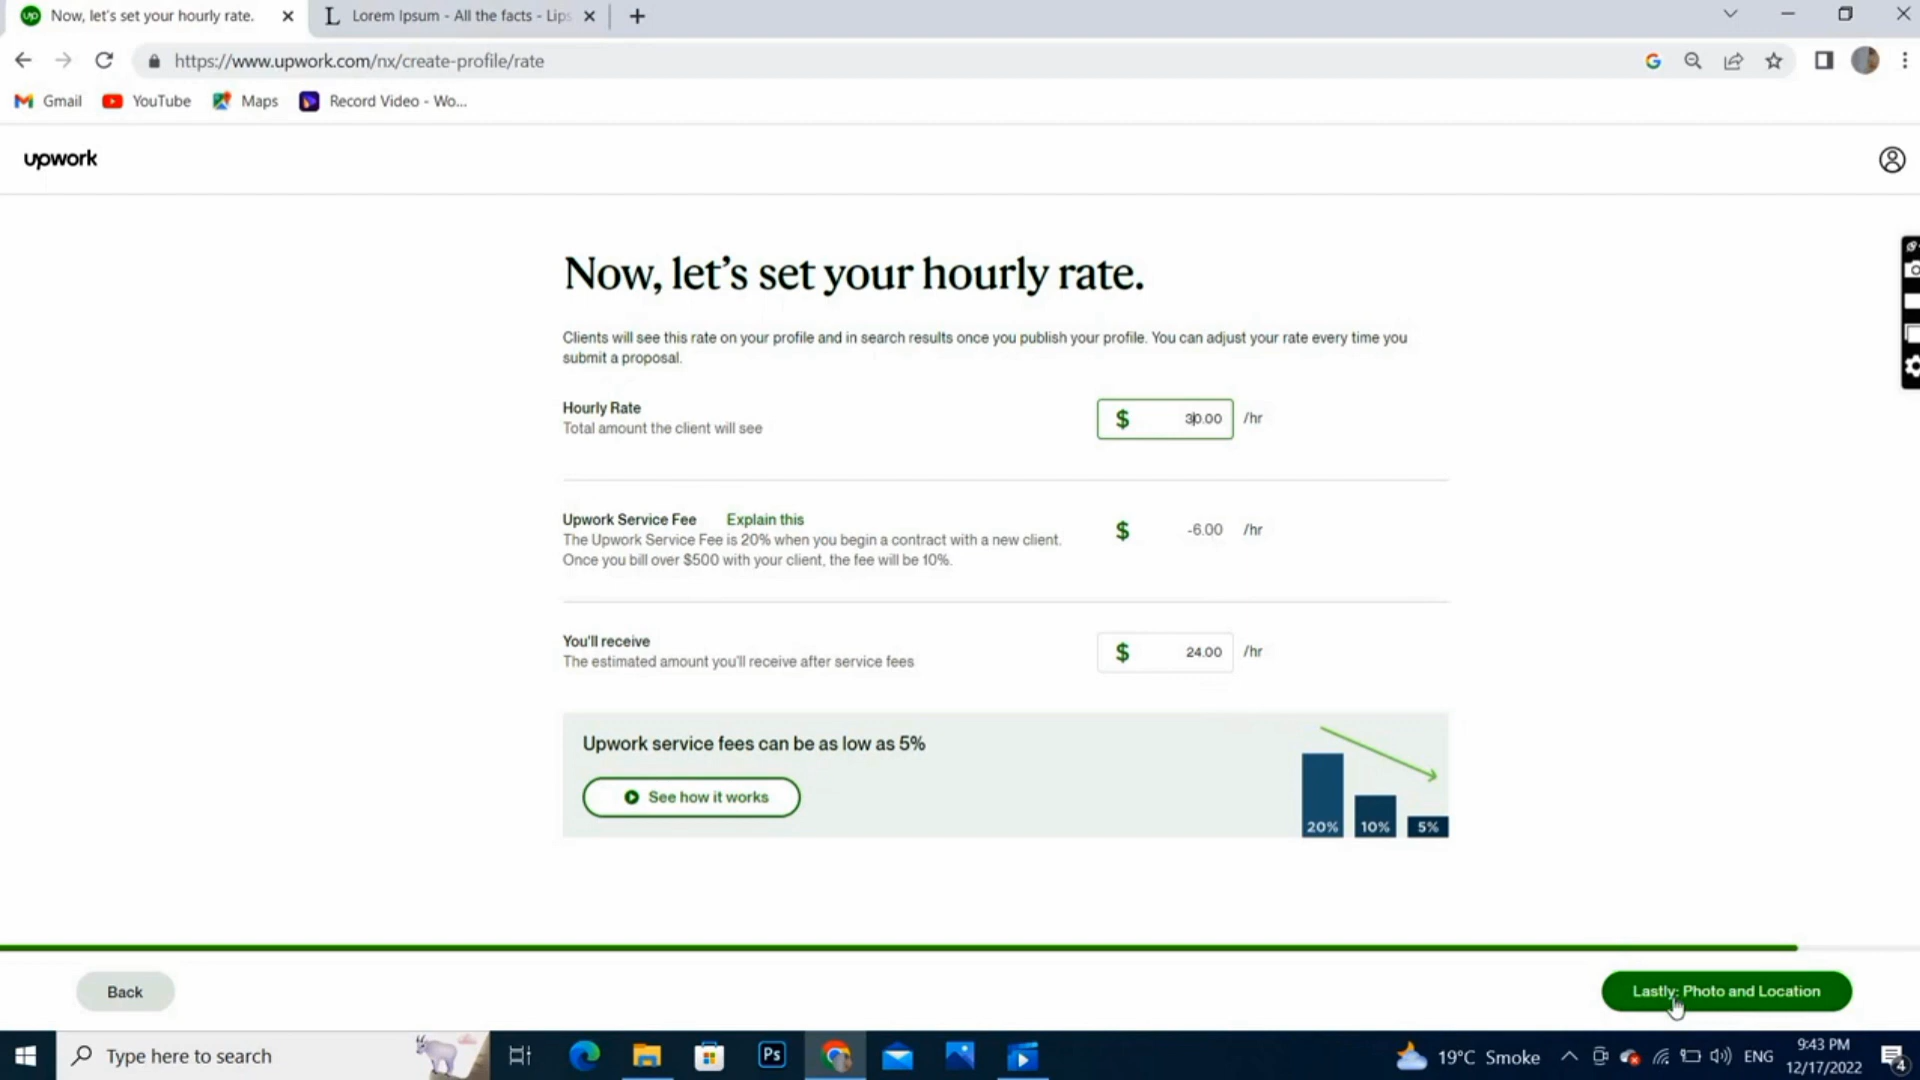 Now, let's set your hourly rate.
Lorem Ipsum - All the facts - Lips
https://www.upwork.com/nx/create-profile/rate
Gmail
YouTube
Maps
Record Video - Wo...
upwork
Now, let's set your hourly rate.
Clients will see this rate on your profile and in search results once you publish your profile. You can adjust your rate every time you
submit a proposal.
Hourly Rate
Total amount the client will see
$ 30.00 /hr
Upwork Service Fee Explain this
The Upwork Service Fee is 20% when you begin a contract with a new client.
Once you bill over $500 with your client, the fee will be 10%.
$ -6.00 /hr
You'll receive
The estimated amount you'll receive after service fees
$ 24.00 /hr
Upwork service fees can be as low as 5%
See how it works
20% 10% 5%
Back
Lastly: Photo and Location
Type here to search
Ps
19°C Smoke
ENG
9:43 PM
12/17/2022
4